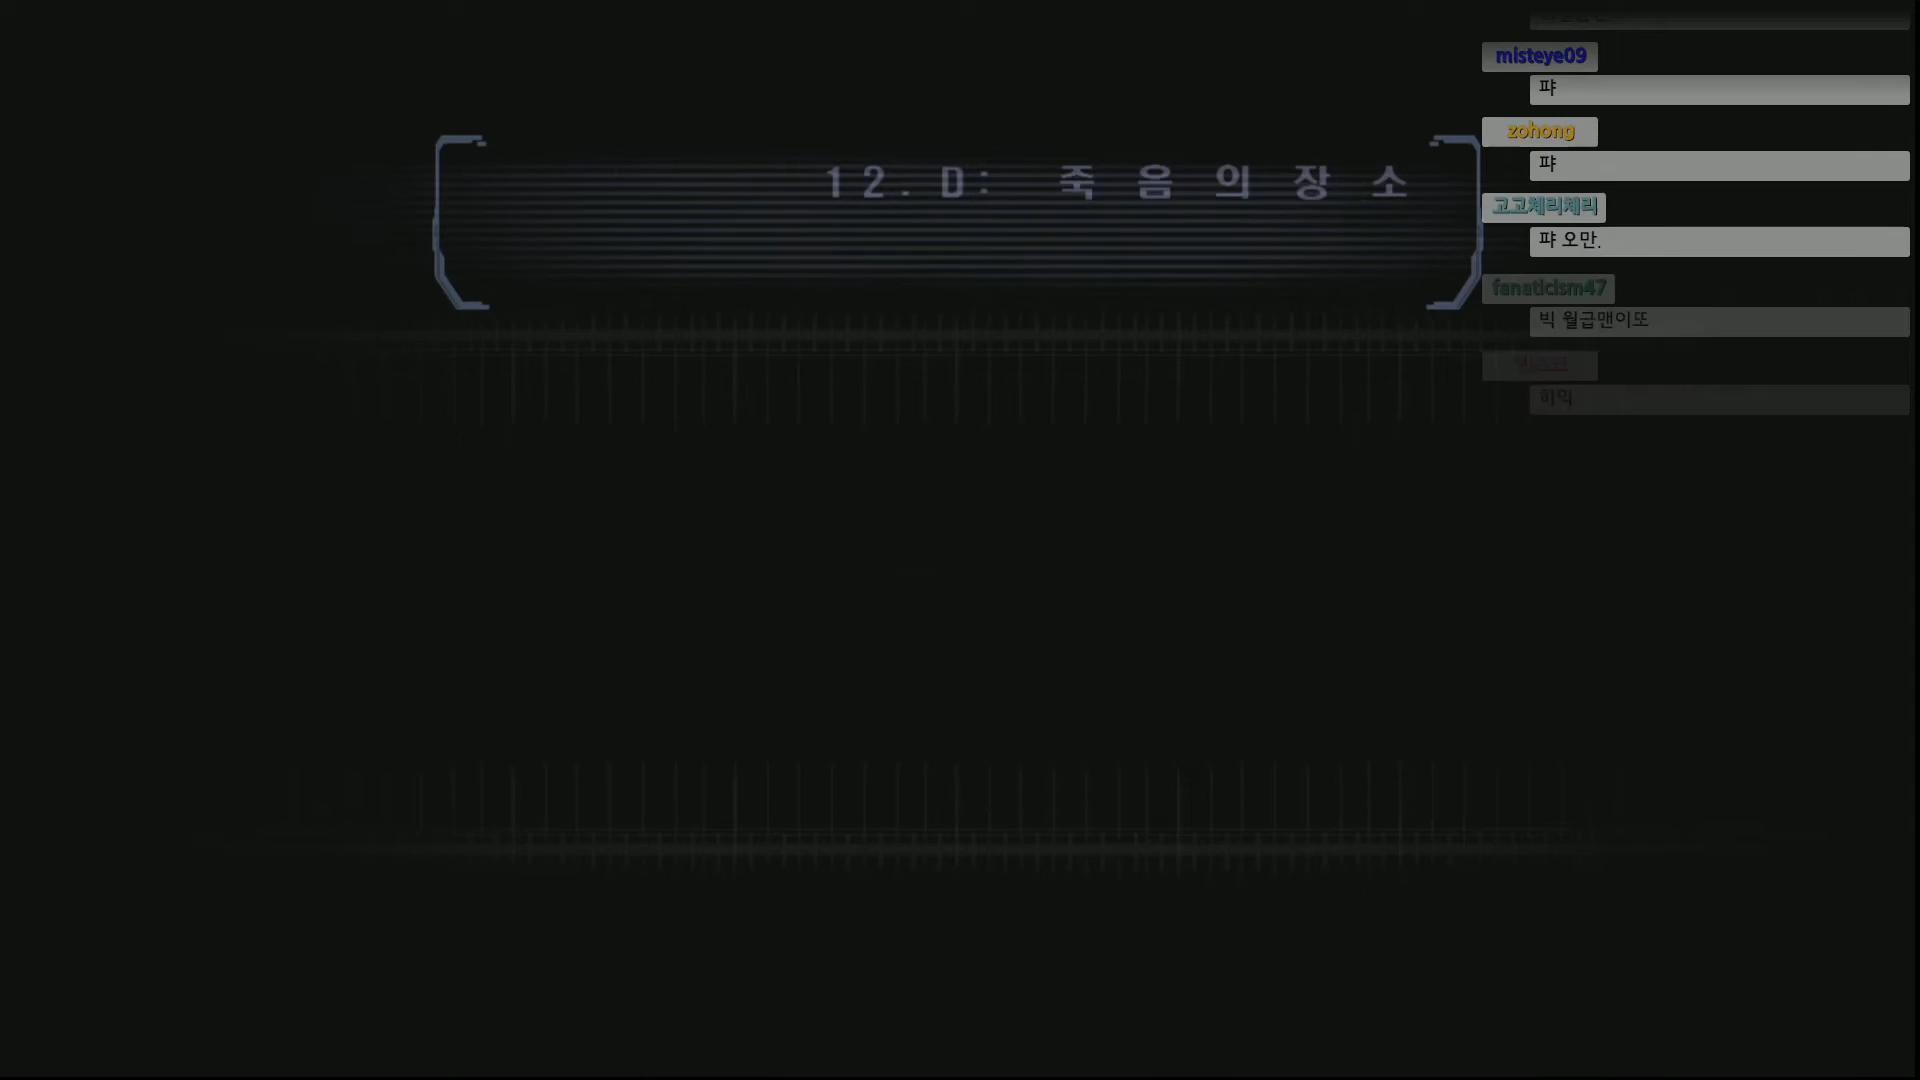 12. D: 죽음의장소
misteye09
퍄
zohong
퍄
고고체리체리
퍄 오만.
fanaticism47
빅 월급맨이또
히익